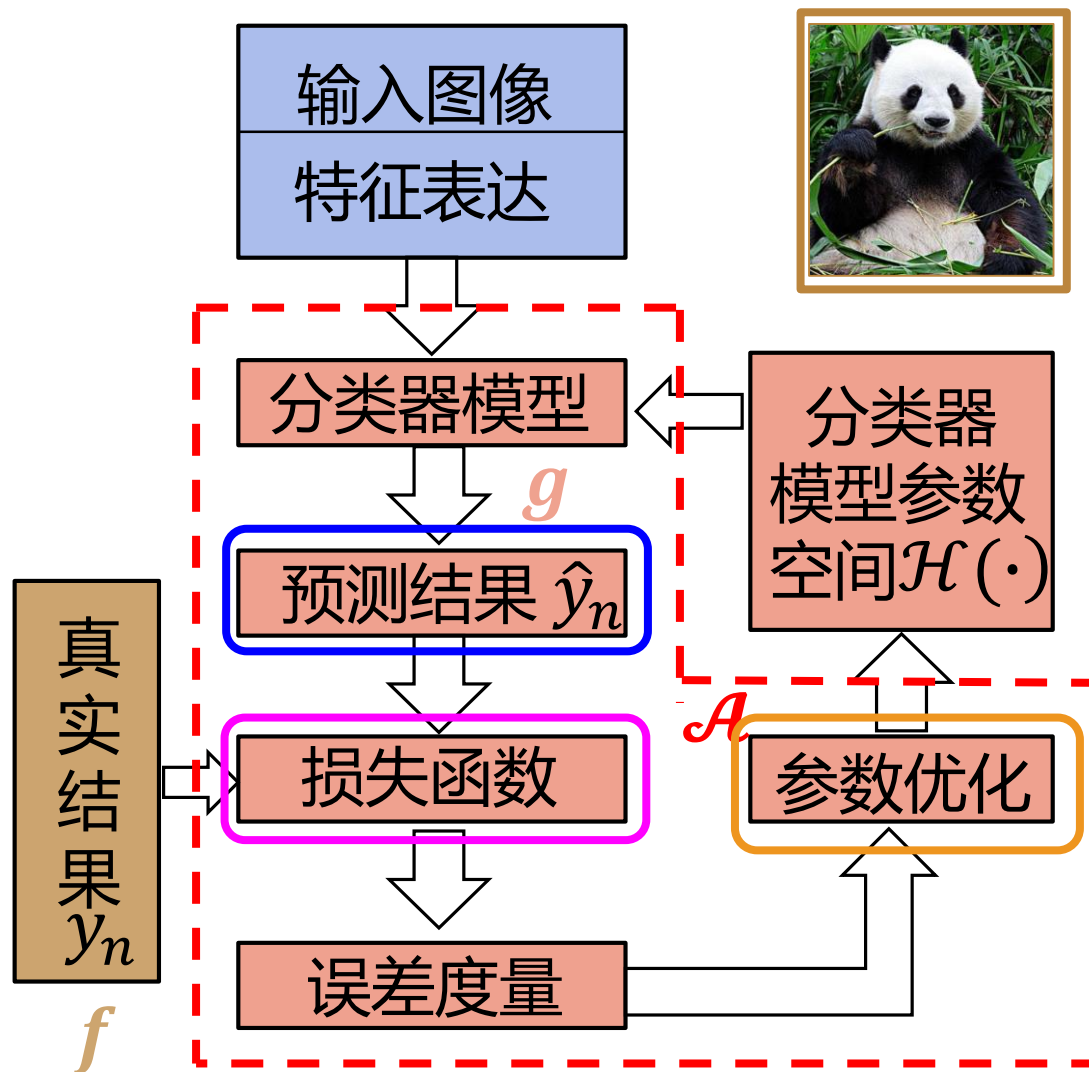 输入图像
特征表达
分类器模型
g
预测结果 ŷₙ
损失函数
误差度量
真
实
结
果
yₙ
f
分类器
模型参数
空间ℋ(·)
𝒜
参数优化